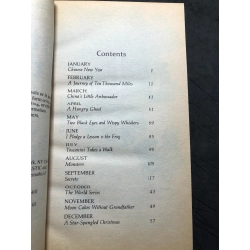 Contents
JANUARY
Chinese New Year 1
FEBRUARY
A Journey of Ten Thousand Miles
MARCH
China's Little Ambassador
APRIL
A Hungry Ghost
MAY
Two Black Eyes and Wispy Whiskers
JUNE
I Pledge a Lesson to the Frog
JULY
Toscanini Takes a Walk
AUGUST
Monsters
SEPTEMBER
Secrets
OCTOBER
The World Series
NOVEMBER
Moon Cakes Without Grandfather
DECEMBER
A Star-Spangled Christmas